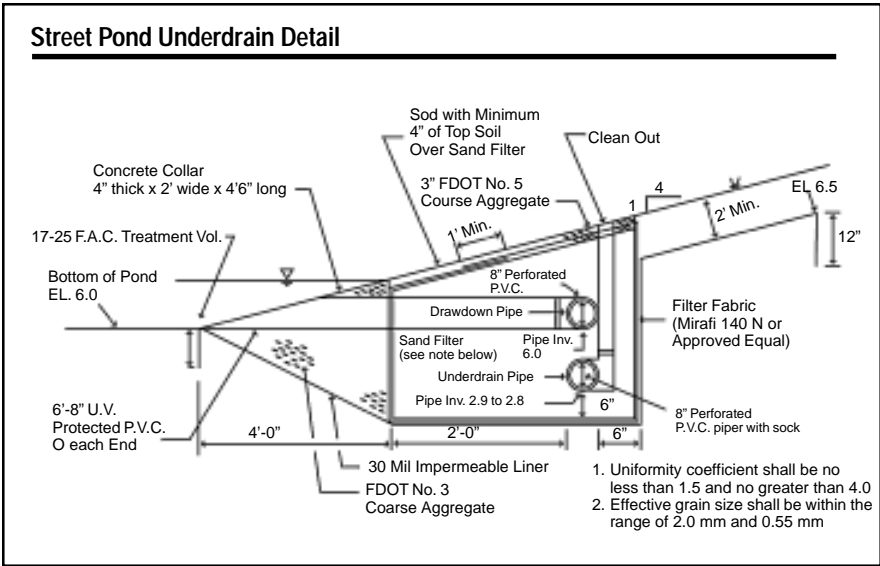 Street Pond Underdrain Detail
Sod with Minimum
4" of Top Soil
Over Sand Filter
Clean Out
Concrete Collar
4" thick x 2' wide x 4'6" long
3" FDOT No. 5
Course Aggregate
1
4
EL 6.5
2' Min.
12"
17-25 F.A.C. Treatment Vol.
1' Min.
Bottom of Pond
EL. 6.0
8" Perforated
P.V.C.
Drawdown Pipe
Filter Fabric
(Mirafi 140 N or
Approved Equal)
Sand Filter
(see note below)
Pipe Inv.
6.0
Underdrain Pipe
Pipe Inv. 2.9 to 2.8
6"
8" Perforated
P.V.C. piper with sock
6'-8" U.V.
Protected P.V.C.
O each End
4'-0"
2'-0"
6"
30 Mil Impermeable Liner
FDOT No. 3
Coarse Aggregate
1. Uniformity coefficient shall be no
less than 1.5 and no greater than 4.0
2. Effective grain size shall be within the
range of 2.0 mm and 0.55 mm